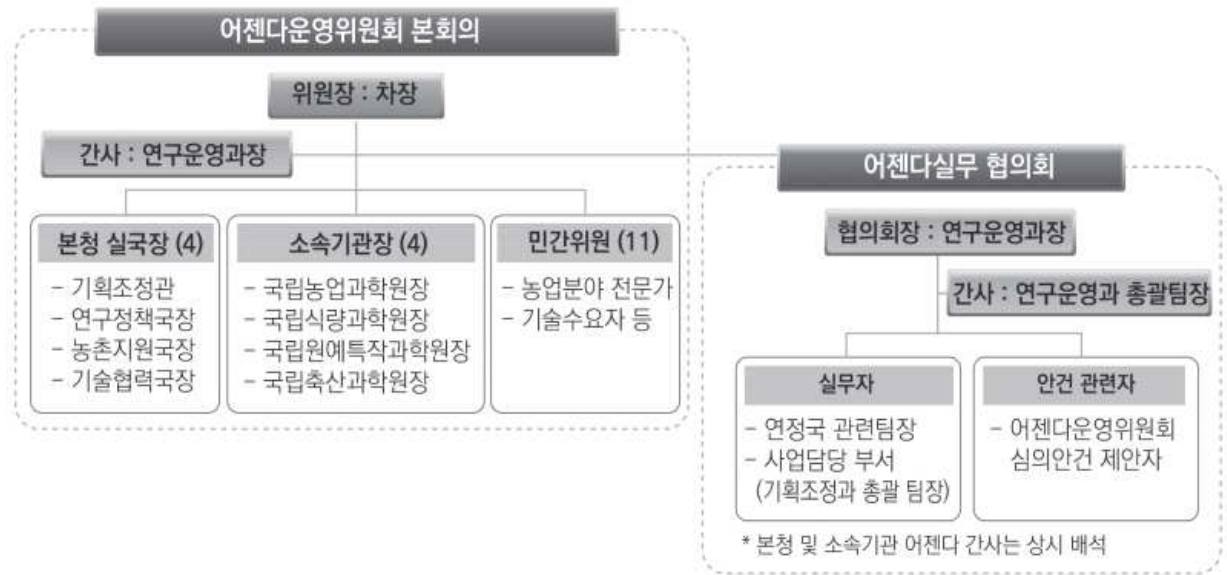 어젠다운영위원회 본회의
위원장 : 차장
간사 : 연구운영과장
본청 실국장 (4)
- 기획조정관
- 연구정책국장
- 농촌지원국장
- 기술협력국장
소속기관장 (4)
- 국립농업과학원장
- 국립식량과학원장
- 국립원예특작과학원장
- 국립축산과학원장
민간위원 (11)
- 농업분야 전문가
- 기술수요자 등
어젠다실무 협의회
협의회장 : 연구운영과장
간사 : 연구운영과 총괄팀장
실무자
- 연정국 관련팀장
- 사업담당 부서
(기획조정과 총괄 팀장)
안건 관련자
- 어젠다운영위원회
심의안건 제안자
* 본청 및 소속기관 어젠다 간사는 상시 배석